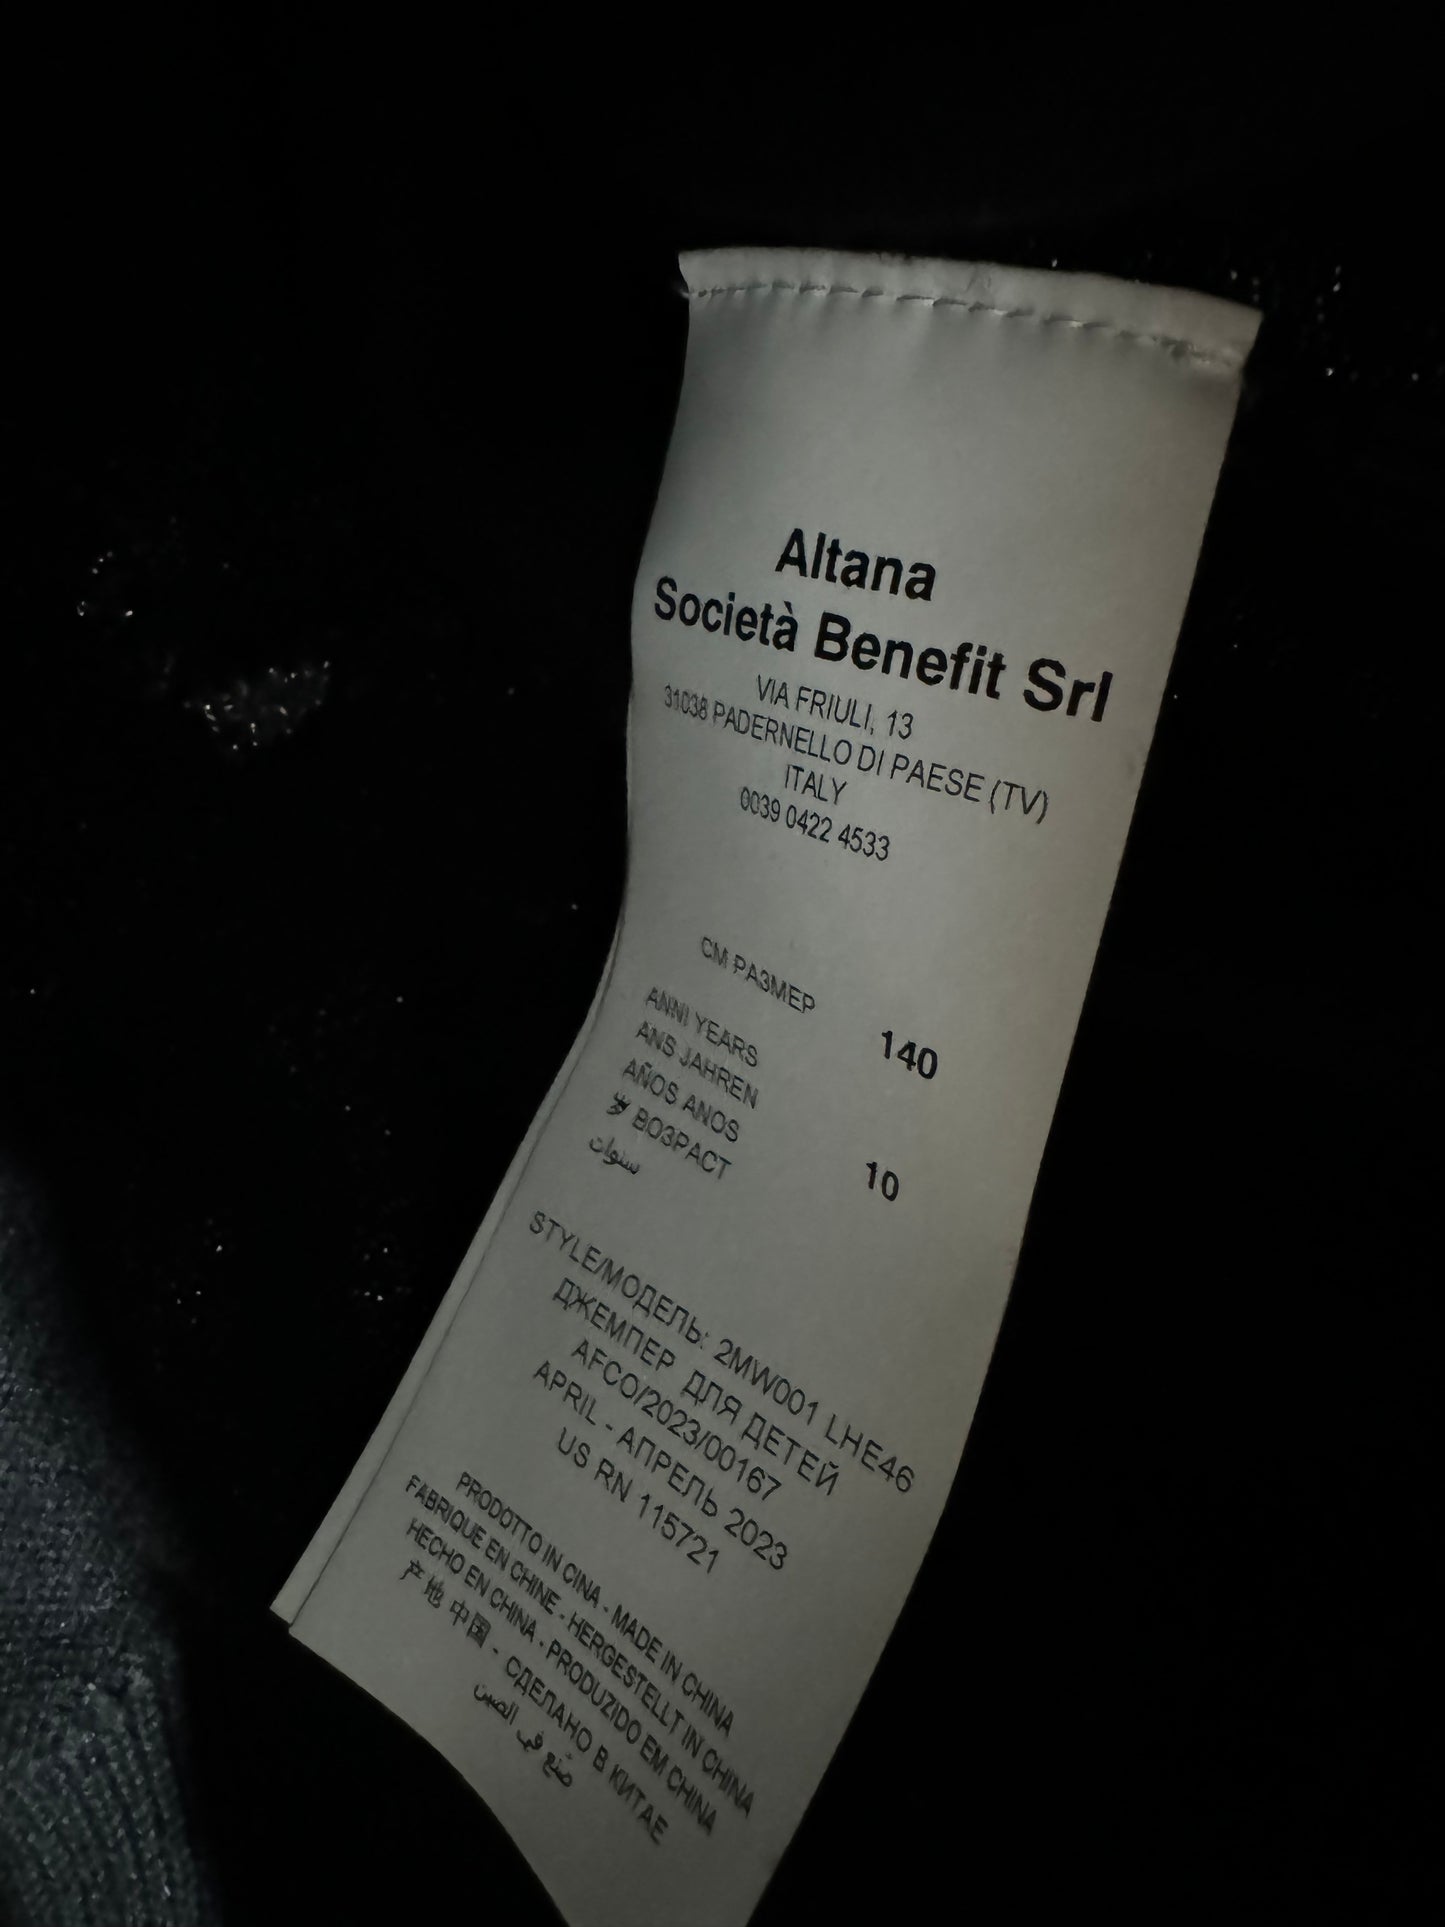 Altana
Società Benefit Srl
VIA FRIULI, 13
31038 PADERNELLO DI PAESE (TV)
ITALY
0039 0422 4533
CM РАЗМЕР 140
ANNI YEARS
ANS JAHREN
AÑOS ANOS
岁 ВОЗРАСТ 10
سنوات
STYLE/МОДЕЛЬ: 2MW001 LHE46
ДЖЕМПЕР ДЛЯ ДЕТЕЙ
AFCO/2023/00167
APRIL - АПРЕЛЬ 2023
US RN 115721
PRODOTTO IN CINA - MADE IN CHINA
FABRIQUE EN CHINE - HERGESTELLT IN CHINA
HECHO EN CHINA - PRODUZIDO EM CHINA
产地 中国 - СДЕЛАНО В КИТАЕ
صنع في الصين